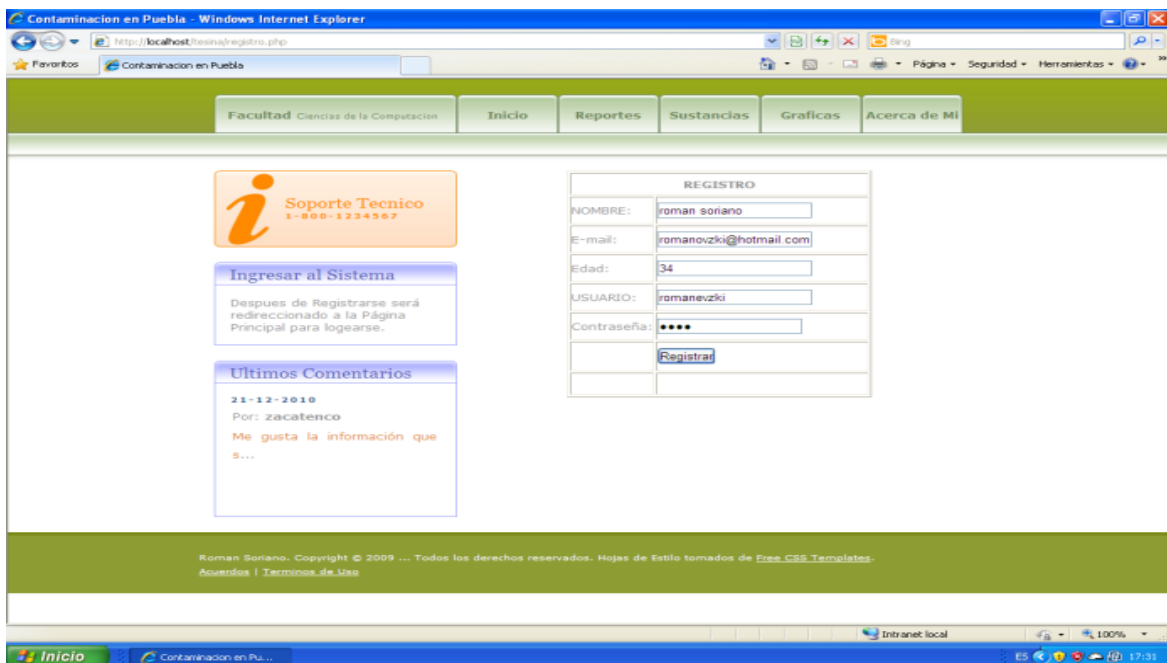 Contaminacion en Puebla - Windows Internet Explorer
http://localhost/tesina/registro.php
Bing
Favoritos
Contaminacion en Puebla
Página
Seguridad
Herramientas
Facultad Ciencias de la Computacion
Inicio
Reportes
Sustancias
Graficas
Acerca de Mi
Soporte Tecnico
1-800-1234567
Ingresar al Sistema
Despues de Registrarse será
redireccionado a la Página
Principal para logearse.
Ultimos Comentarios
21-12-2010
Por: zacatenco
Me gusta la información que
s...
REGISTRO
NOMBRE: roman soriano
E-mail: romanovzki@hotmail.com
Edad: 34
USUARIO: romanevzki
Contraseña: ••••
Registrar
Roman Soriano. Copyright © 2009 ... Todos los derechos reservados. Hojas de Estilo tomados de Free CSS Templates.
Acuerdos | Terminos de Uso
Intranet local
100%
Inicio
Contaminacion en Pu...
ES
17:31